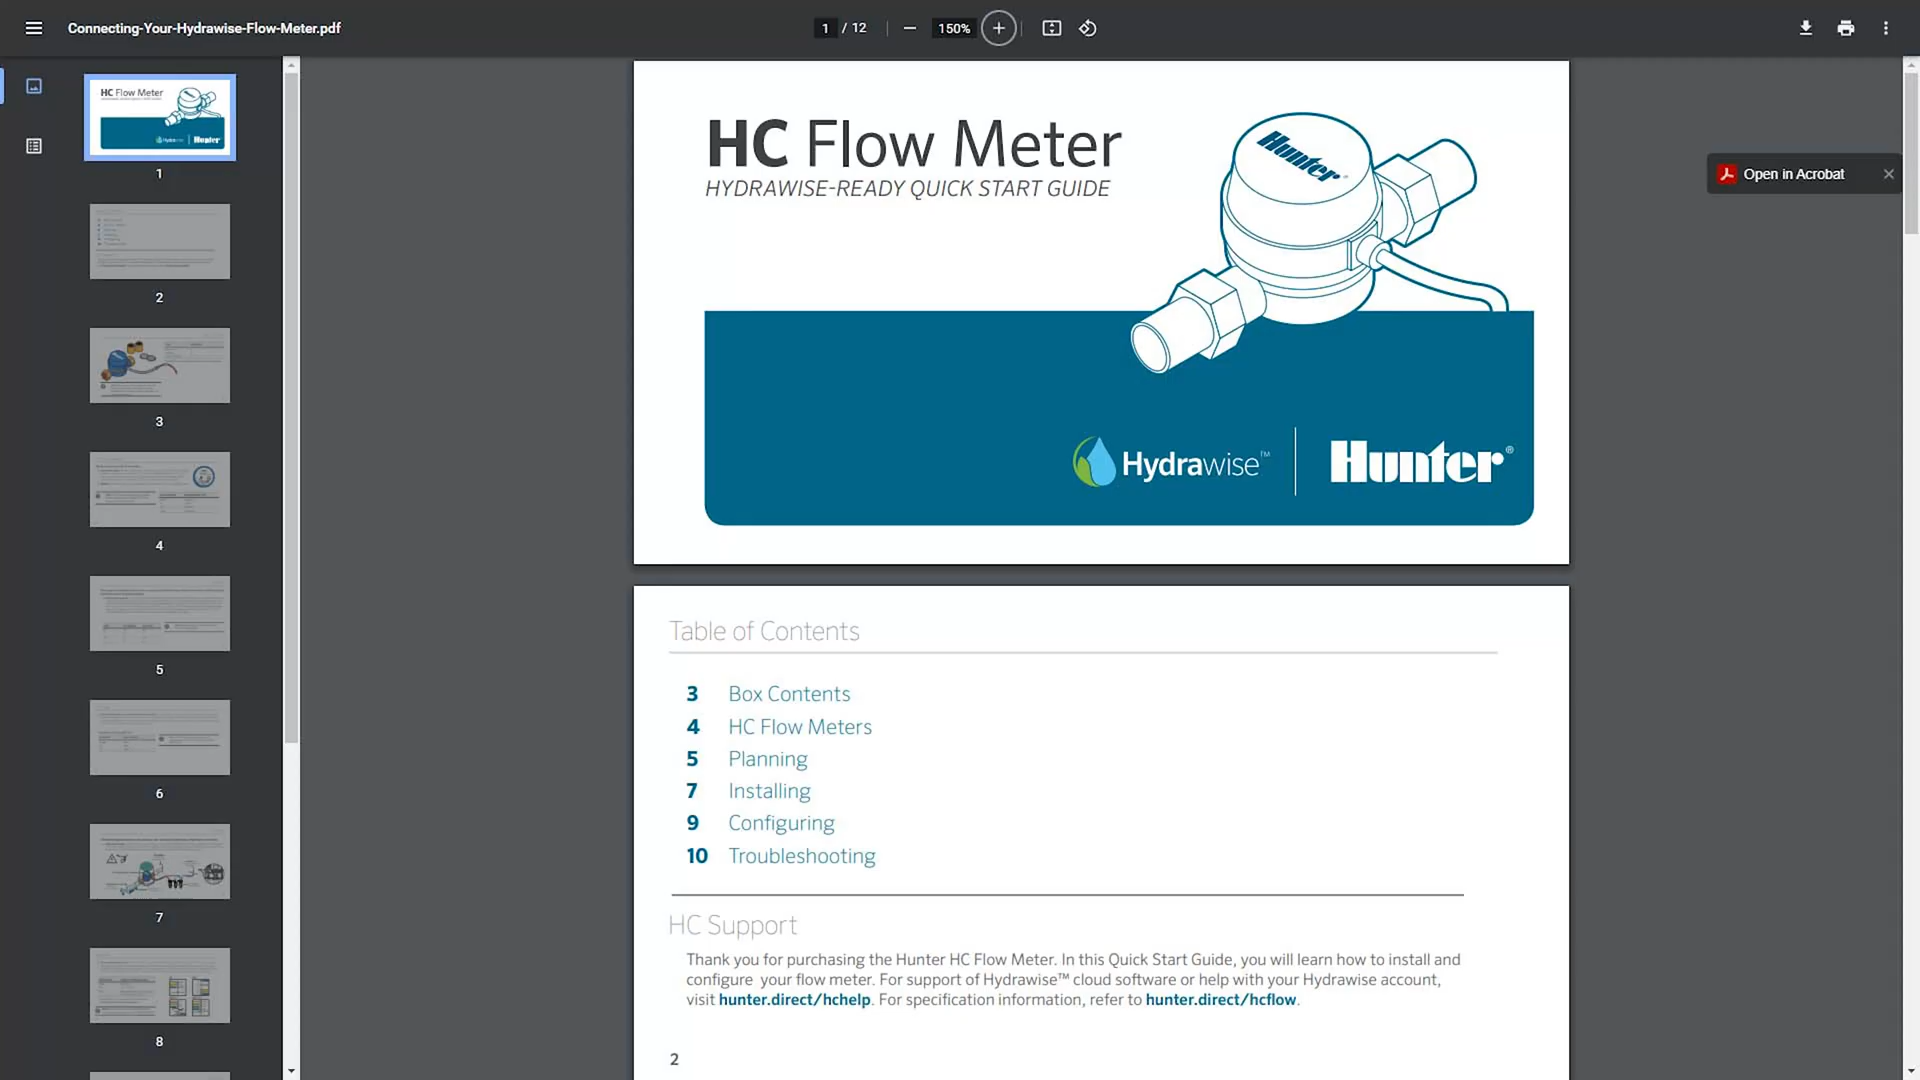 Connecting-Your-Hydrawise-Flow-Meter.pdf
1 / 12
150%
HC Flow Meter
Hydrawise
Hunter
1
2
3
4
5
6
7
8
HC Flow Meter
HYDRAWISE-READY QUICK START GUIDE
Hunter®
Hydrawise™
Hunter®
Open in Acrobat
Table of Contents
3 Box Contents
4 HC Flow Meters
5 Planning
7 Installing
9 Configuring
10 Troubleshooting
HC Support
Thank you for purchasing the Hunter HC Flow Meter. In this Quick Start Guide, you will learn how to install and
configure your flow meter. For support of Hydrawise™ cloud software or help with your Hydrawise account,
visit hunter.direct/hchelp. For specification information, refer to hunter.direct/hcflow.
2